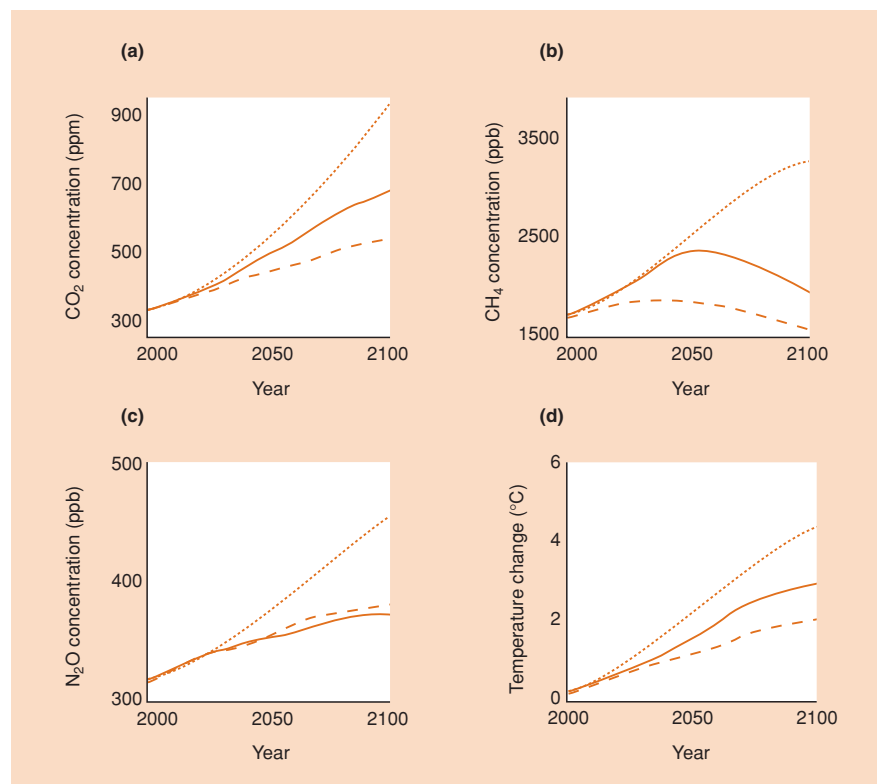 (a)
CO₂ concentration (ppm)
900
700
500
300
2000 2050 2100
Year
(b)
CH₄ concentration (ppb)
3500
2500
1500
2000 2050 2100
Year
(c)
N₂O concentration (ppb)
500
400
300
2000 2050 2100
Year
(d)
Temperature change (°C)
6
4
2
0
2000 2050 2100
Year